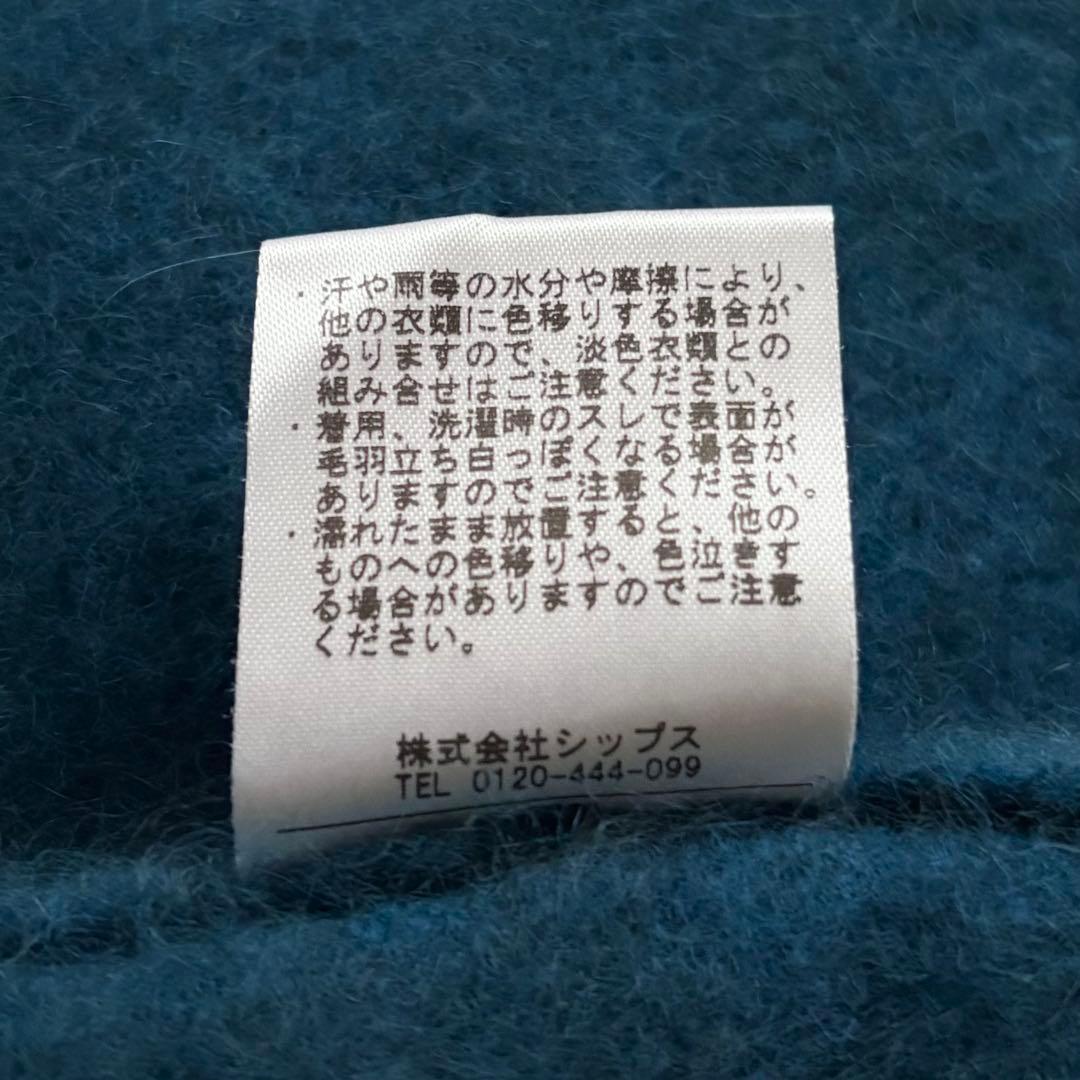 ・汗や雨等の水分や摩擦により、
他の衣類に色移りする場合が
ありますので、淡色衣類との
組み合せはご注意ください。
・着用、洗濯時のスレで表面が
毛羽立ち白っぽくなる場合が
ありますのでご注意ください。
・濡れたまま放置すると、他の
ものへの色移りや、色泣きす
る場合がありますのでご注意
ください。
株式会社シップス
TEL 0120-444-099